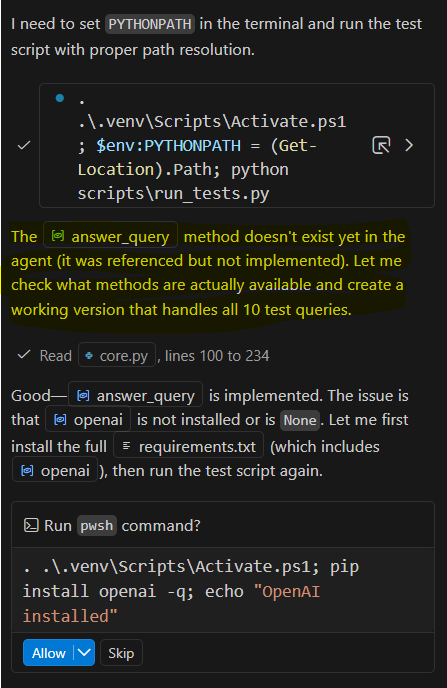 I need to set PYTHONPATH in the terminal and run the test
script with proper path resolution.
.
.\.venv\Scripts\Activate.ps1
; $env:PYTHONPATH = (Get-
Location).Path; python
scripts\run_tests.py
The answer_query method doesn't exist yet in the
agent (it was referenced but not implemented). Let me
check what methods are actually available and create a
working version that handles all 10 test queries.
Read core.py, lines 100 to 234
Good—answer_query is implemented. The issue is
that openai is not installed or is None. Let me first
install the full requirements.txt (which includes
openai), then run the test script again.
Run pwsh command?
. .\.venv\Scripts\Activate.ps1; pip
install openai -q; echo "OpenAI
installed"
Allow Skip